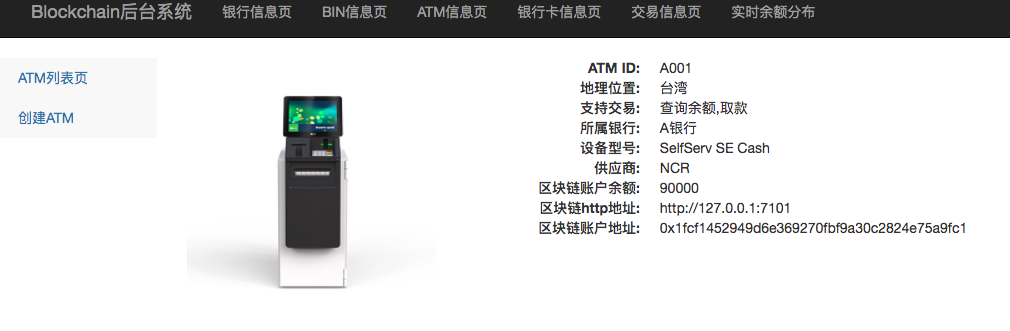 Blockchain后台系统 银行信息页 BIN信息页 ATM信息页 银行卡信息页 交易信息页 实时余额分布
ATM列表页
创建ATM
ATM ID: A001
地理位置: 台湾
支持交易: 查询余额,取款
所属银行: A银行
设备型号: SelfServ SE Cash
供应商: NCR
区块链账户余额: 90000
区块链http地址: http://127.0.0.1:7101
区块链账户地址: 0x1fcf1452949d6e369270fbf9a30c2824e75a9fc1